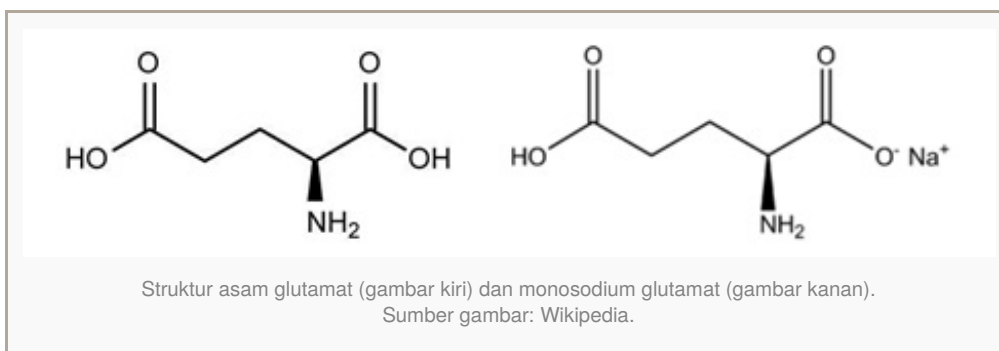 O O
HO OH
NH₂
O O
HO O⁻ Na⁺
NH₂
Struktur asam glutamat (gambar kiri) dan monosodium glutamat (gambar kanan).
Sumber gambar: Wikipedia.